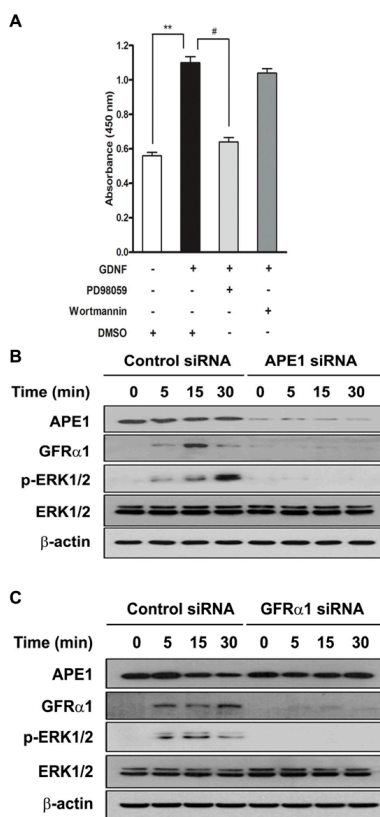 A
**
#
Absorbance (450 nm)
1.2
1.0
0.8
0.6
0.4
0.2
0.0
GDNF - + + +
PD98059 - - + -
Wortmannin - - - +
DMSO + + - -
B
Control siRNA APE1 siRNA
Time (min) 0 5 15 30 0 5 15 30
APE1
GFRα1
p-ERK1/2
ERK1/2
β-actin
C
Control siRNA GFRα1 siRNA
Time (min) 0 5 15 30 0 5 15 30
APE1
GFRα1
p-ERK1/2
ERK1/2
β-actin